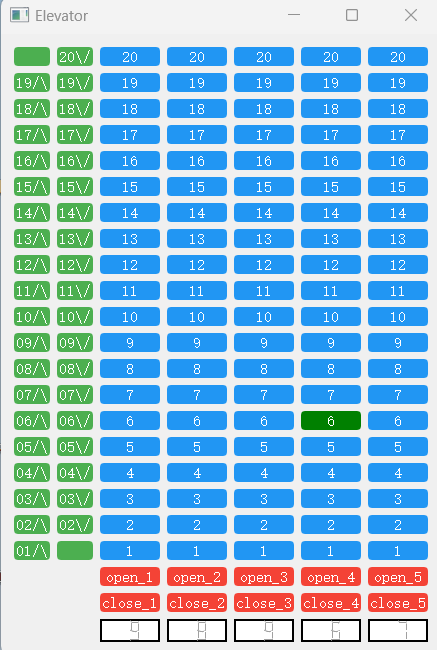 Elevator
20\/ 20 20 20 20 20
19/\ 19\/ 19 19 19 19 19
18/\ 18\/ 18 18 18 18 18
17/\ 17\/ 17 17 17 17 17
16/\ 16\/ 16 16 16 16 16
15/\ 15\/ 15 15 15 15 15
14/\ 14\/ 14 14 14 14 14
13/\ 13\/ 13 13 13 13 13
12/\ 12\/ 12 12 12 12 12
11/\ 11\/ 11 11 11 11 11
10/\ 10\/ 10 10 10 10 10
09/\ 09\/ 9 9 9 9 9
08/\ 08\/ 8 8 8 8 8
07/\ 07\/ 7 7 7 7 7
06/\ 06\/ 6 6 6 6 6
05/\ 05\/ 5 5 5 5 5
04/\ 04\/ 4 4 4 4 4
03/\ 03\/ 3 3 3 3 3
02/\ 02\/ 2 2 2 2 2
01/\ 1 1 1 1 1
open_1 open_2 open_3 open_4 open_5
close_1 close_2 close_3 close_4 close_5